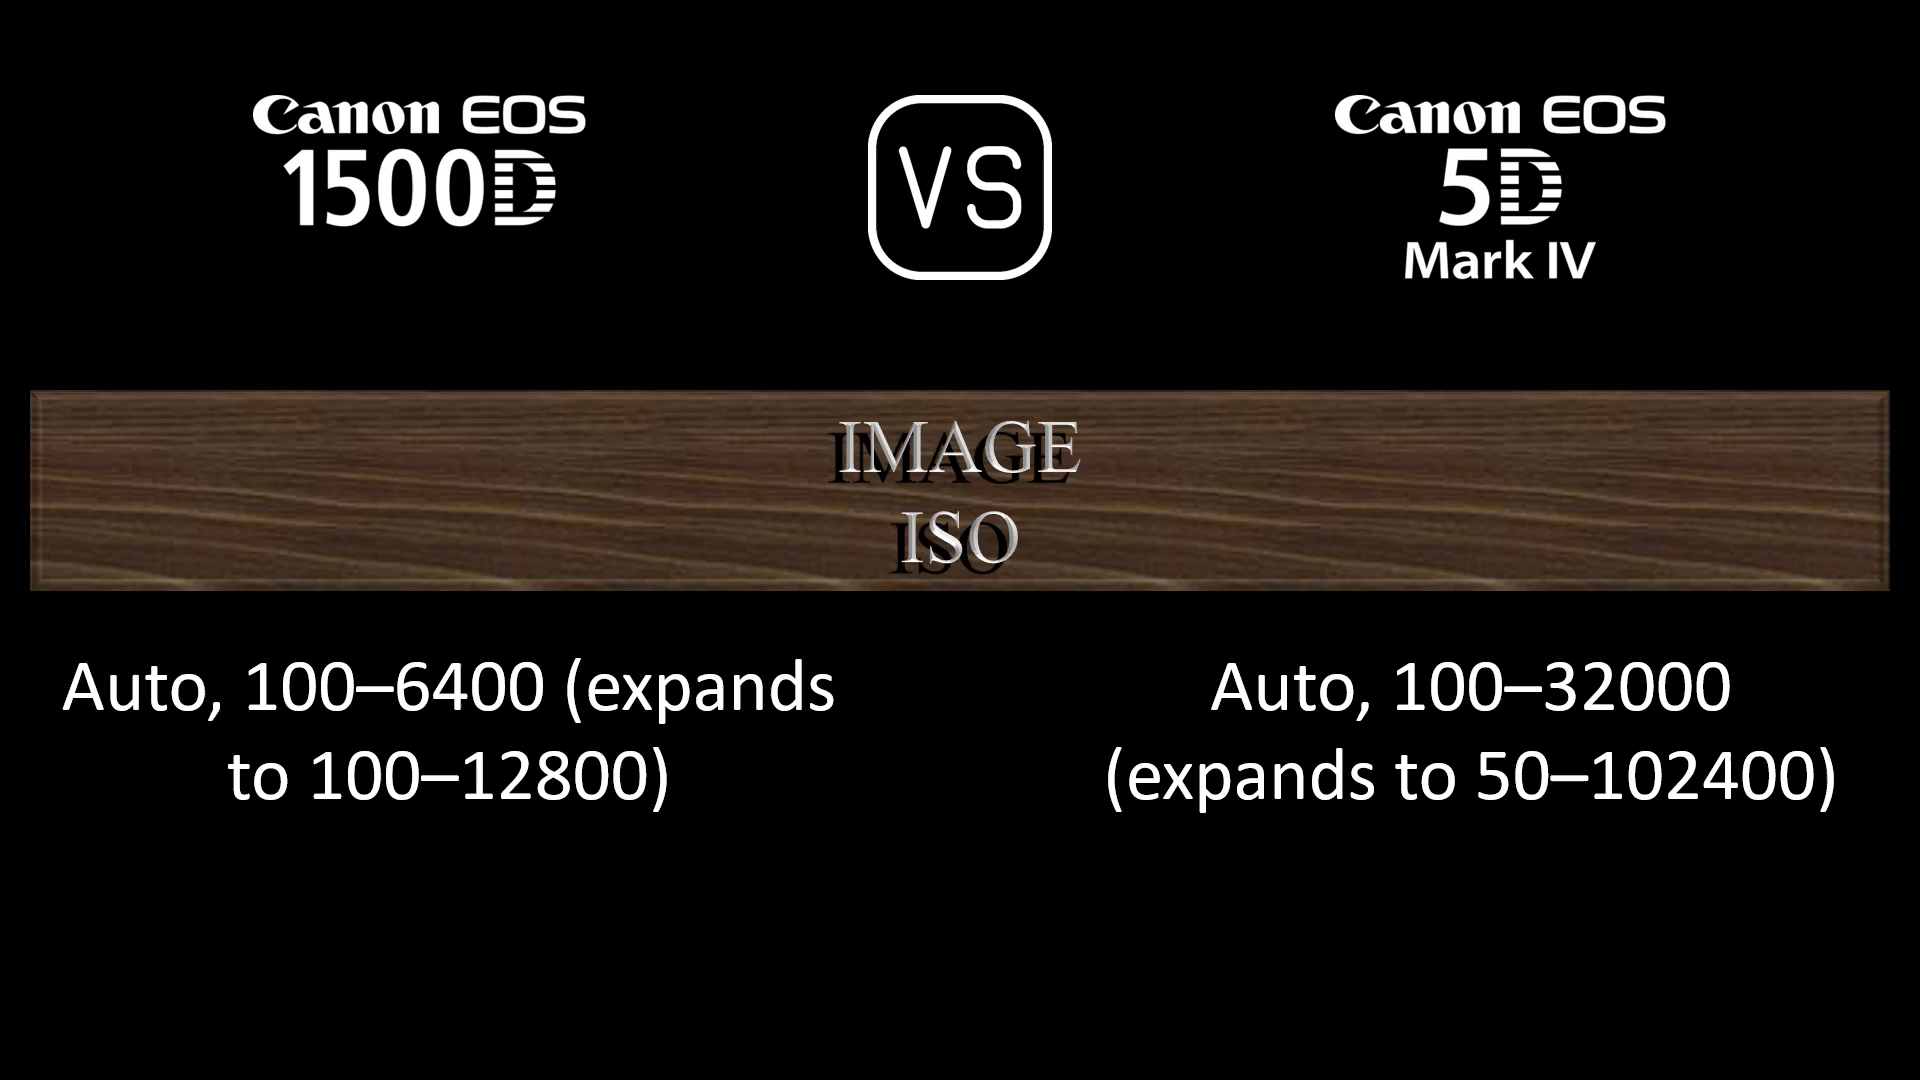 Canon EOS
1500D
VS
Canon EOS
5D
Mark IV
IMAGE
ISO
Auto, 100–6400 (expands
to 100–12800)
Auto, 100–32000
(expands to 50–102400)